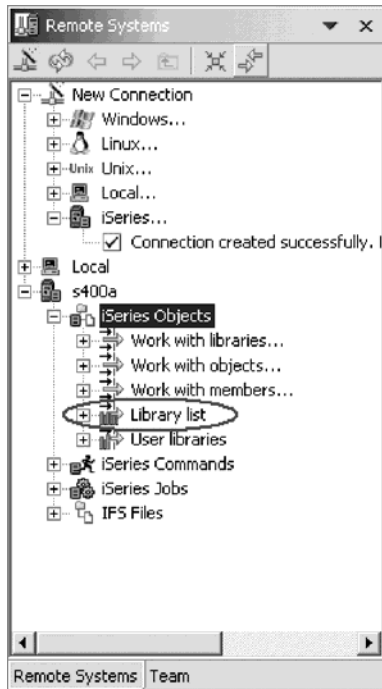 Remote Systems
New Connection
Windows...
Linux...
Unix Unix...
Local...
iSeries...
Connection created successfully.
Local
s400a
iSeries Objects
Work with libraries...
Work with objects...
Work with members...
Library list
User libraries
iSeries Commands
iSeries Jobs
IFS Files
Remote Systems Team